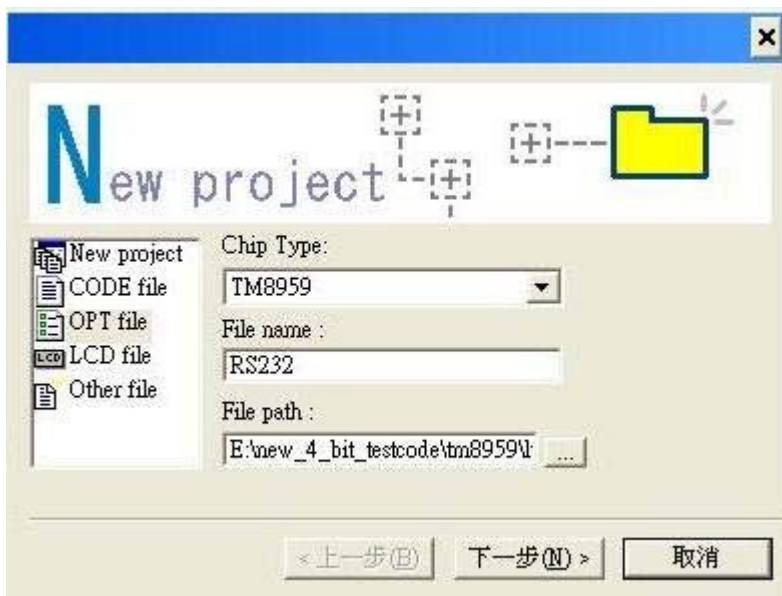 New project
New project
CODE file
OPT file
LCD LCD file
Other file
Chip Type:
TM8959
File name :
RS232
File path :
E:\new_4_bit_testcode\tm8959\l
...
<上一步(B)
下一步(N) >
取消